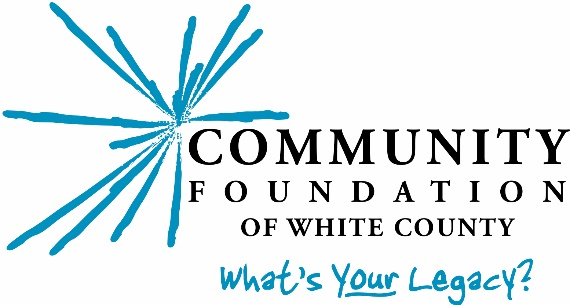 COMMUNITY
FOUNDATION
OF WHITE COUNTY
What's Your Legacy?